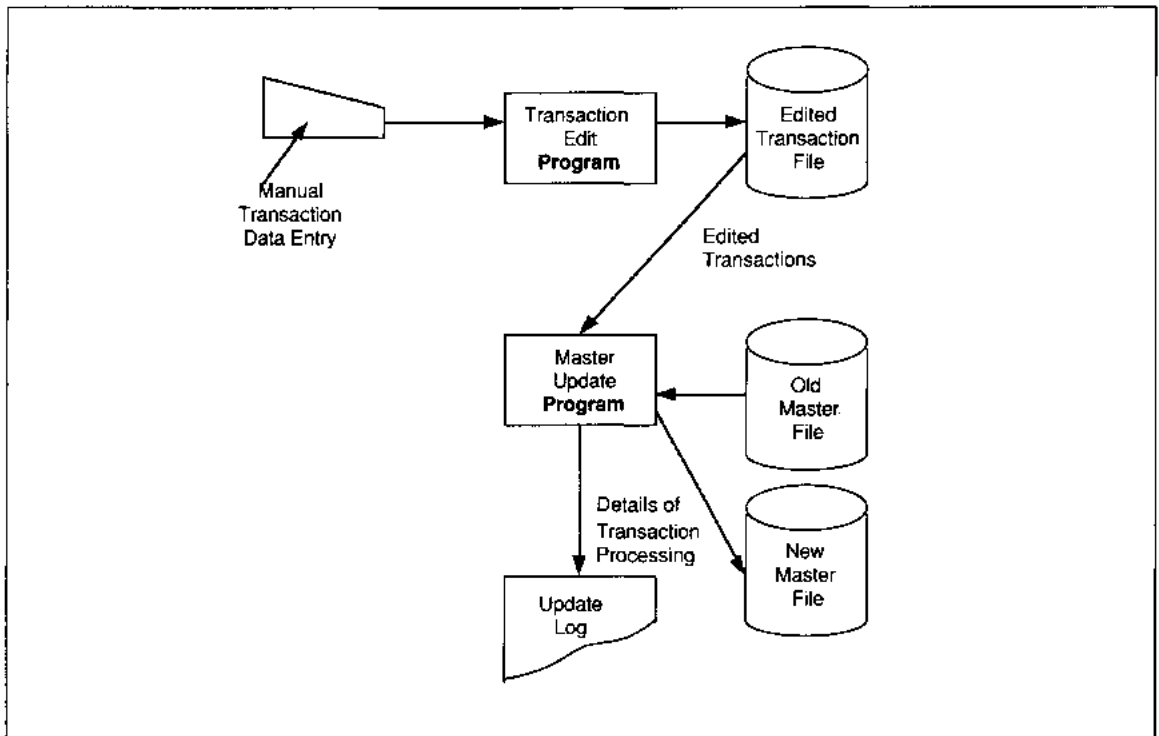 Transaction
Edit
Program
Edited
Transaction
File
Manual
Transaction
Data Entry
Edited
Transactions
Master
Update
Program
Old
Master
File
Details of
Transaction
Processing
New
Master
File
Update
Log